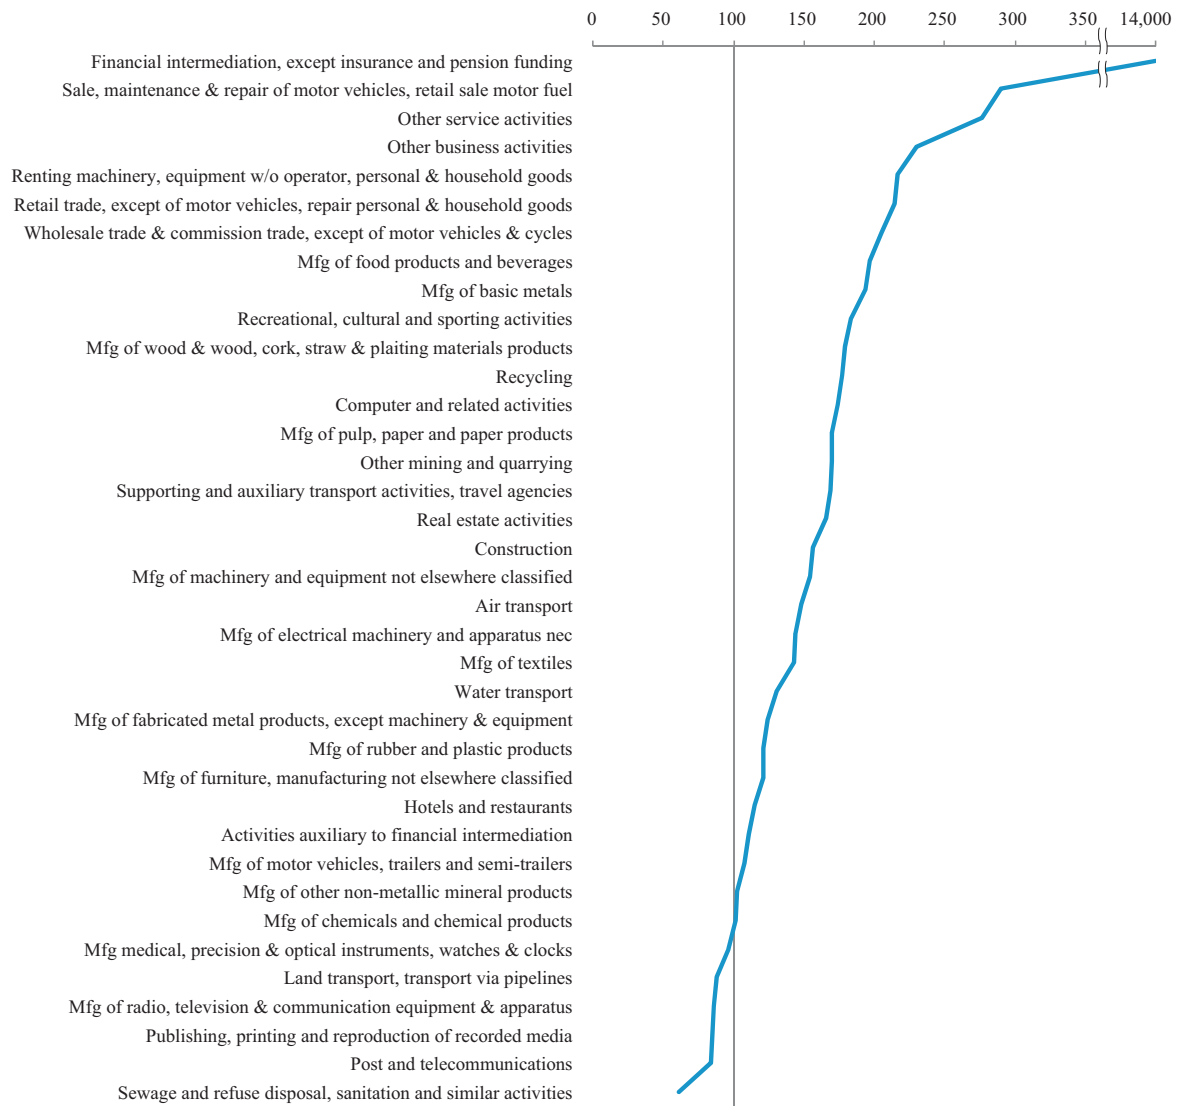 0 50 100 150 200 250 300 350 14,000
Financial intermediation, except insurance and pension funding
Sale, maintenance & repair of motor vehicles, retail sale motor fuel
Other service activities
Other business activities
Renting machinery, equipment w/o operator, personal & household goods
Retail trade, except of motor vehicles, repair personal & household goods
Wholesale trade & commission trade, except of motor vehicles & cycles
Mfg of food products and beverages
Mfg of basic metals
Recreational, cultural and sporting activities
Mfg of wood & wood, cork, straw & plaiting materials products
Recycling
Computer and related activities
Mfg of pulp, paper and paper products
Other mining and quarrying
Supporting and auxiliary transport activities, travel agencies
Real estate activities
Construction
Mfg of machinery and equipment not elsewhere classified
Air transport
Mfg of electrical machinery and apparatus nec
Mfg of textiles
Water transport
Mfg of fabricated metal products, except machinery & equipment
Mfg of rubber and plastic products
Mfg of furniture, manufacturing not elsewhere classified
Hotels and restaurants
Activities auxiliary to financial intermediation
Mfg of motor vehicles, trailers and semi-trailers
Mfg of other non-metallic mineral products
Mfg of chemicals and chemical products
Mfg medical, precision & optical instruments, watches & clocks
Land transport, transport via pipelines
Mfg of radio, television & communication equipment & apparatus
Publishing, printing and reproduction of recorded media
Post and telecommunications
Sewage and refuse disposal, sanitation and similar activities